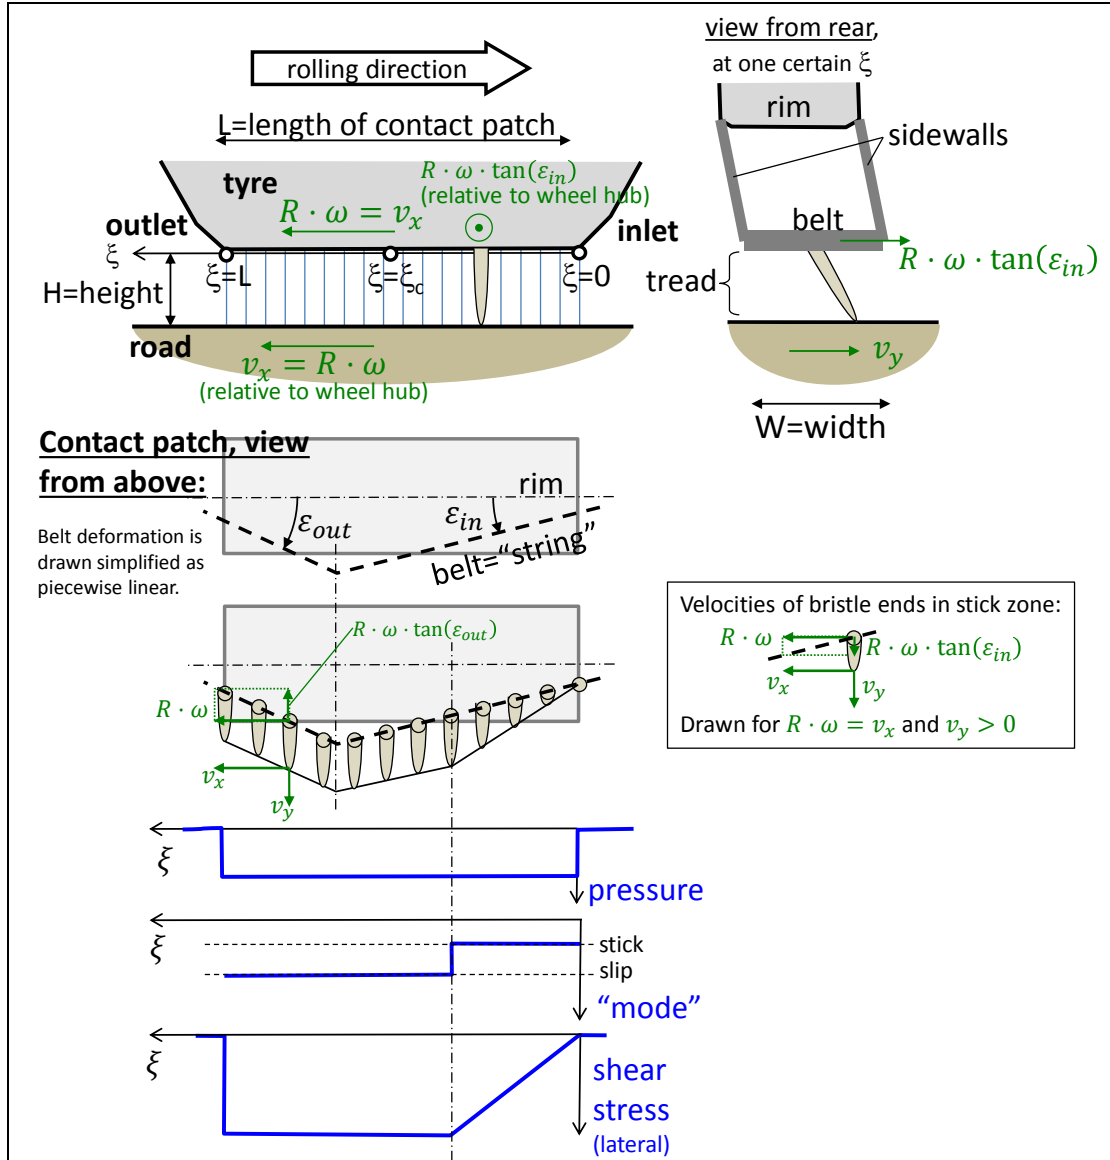 rolling direction
L=length of contact patch
R · ω · tan(ε_in)
(relative to wheel hub)
tyre
outlet
R · ω = v_x
inlet
ξ
ξ=L
ξ=ξ_c
ξ=0
H=height
road
v_x = R · ω
(relative to wheel hub)
view from rear,
at one certain ξ
rim
sidewalls
belt
R · ω · tan(ε_in)
tread
v_y
W=width
Contact patch, view
from above:
Belt deformation is
drawn simplified as
piecewise linear.
rim
ε_out
ε_in
belt="string"
R · ω · tan(ε_out)
R · ω
v_x
v_y
Velocities of bristle ends in stick zone:
R · ω
R · ω · tan(ε_in)
v_x
v_y
Drawn for R · ω = v_x and v_y > 0
ξ
pressure
ξ
stick
slip
“mode”
ξ
shear
stress
(lateral)